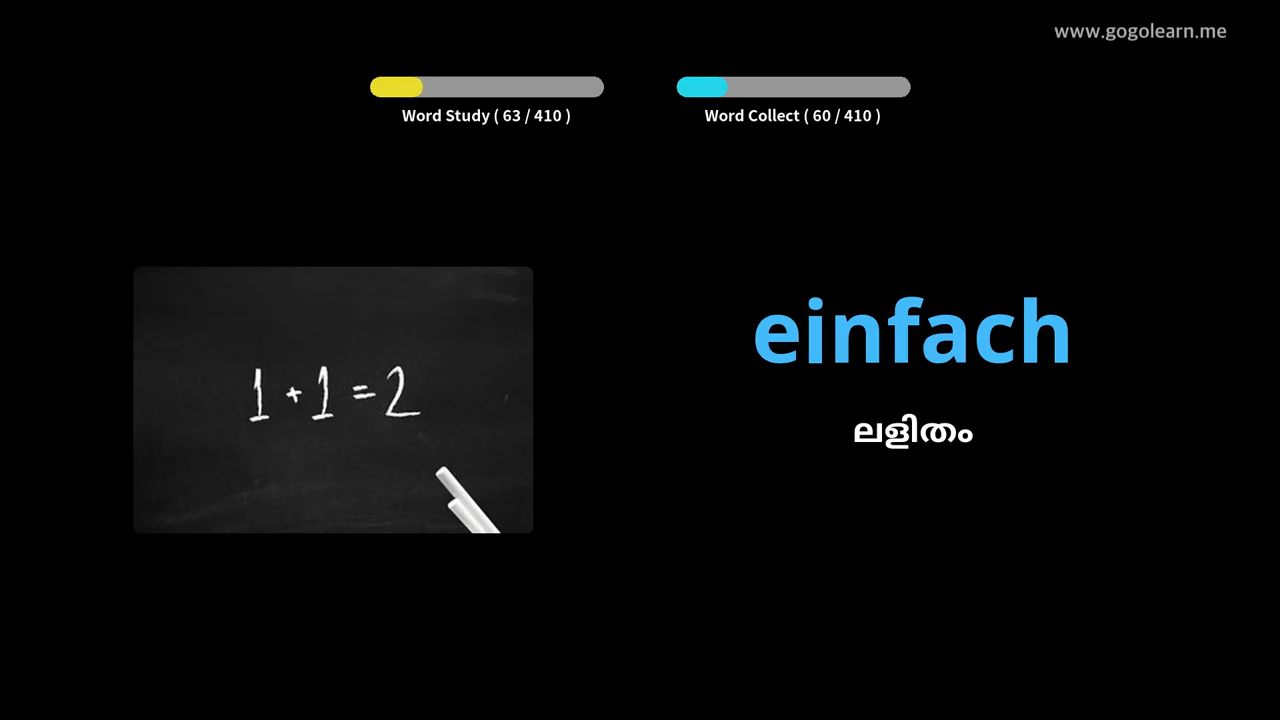 www.gogolearn.me
Word Study ( 63 / 410 )
Word Collect ( 60 / 410 )
1 + 1 = 2
einfach
ലളിതം